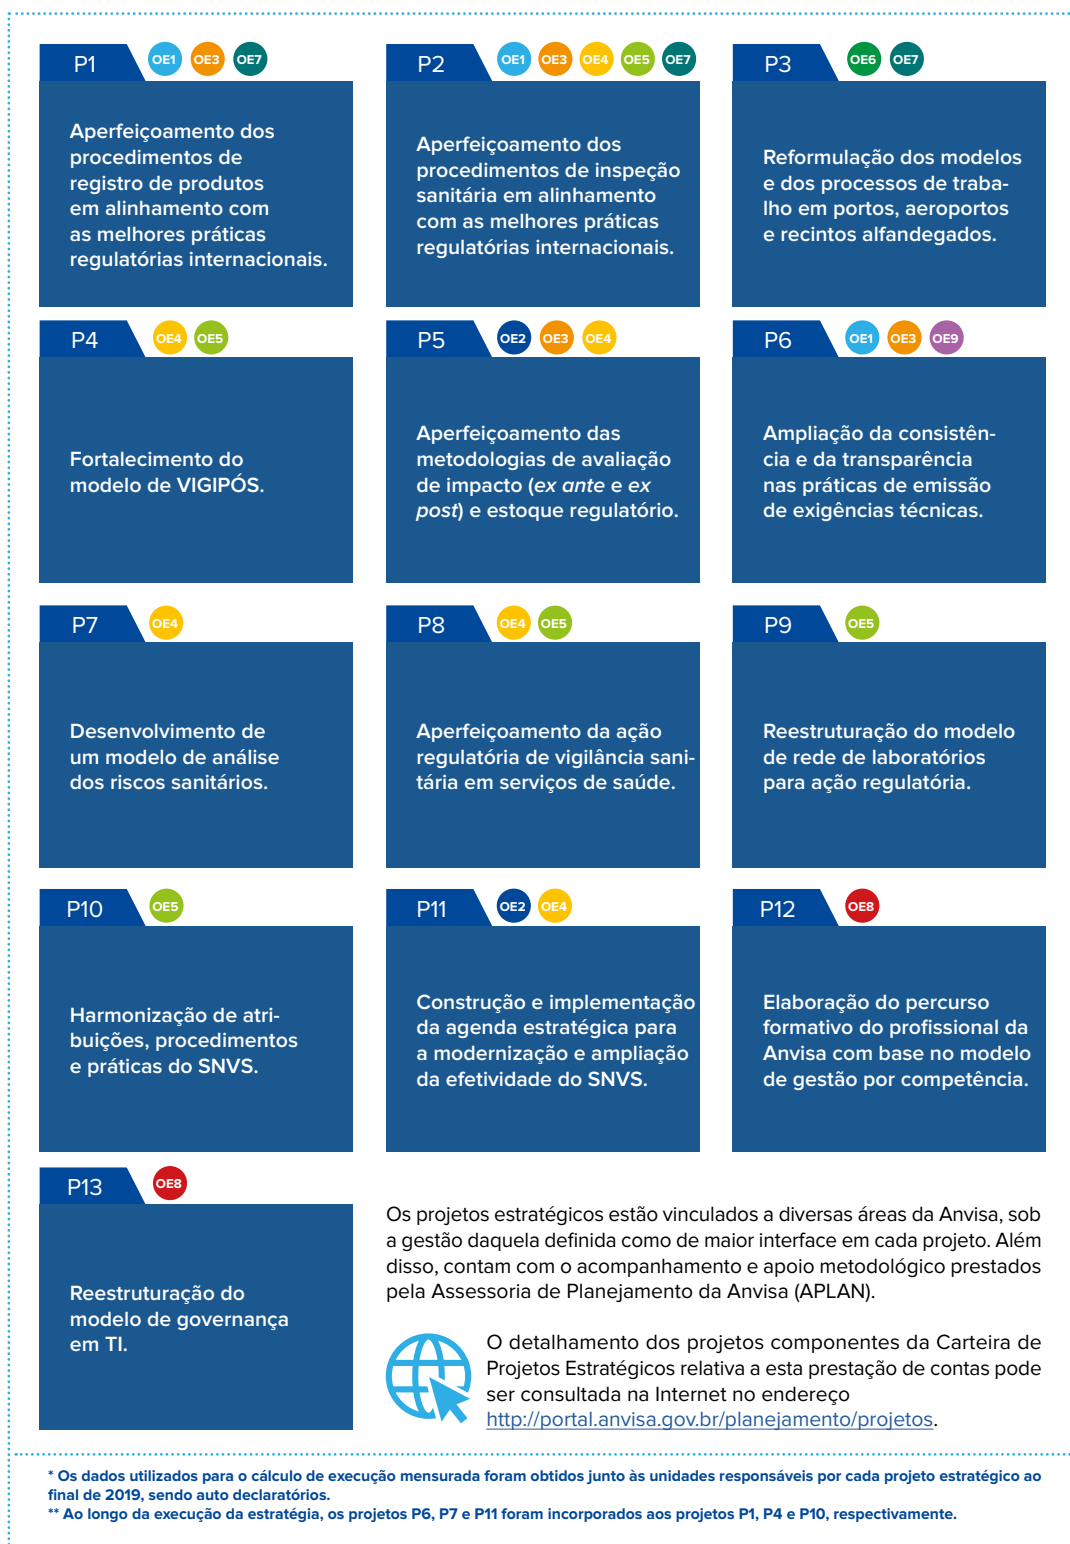 P1
OE1 OE3 OE7
Aperfeiçoamento dos
procedimentos de
registro de produtos
em alinhamento com
as melhores práticas
regulatórias internacionais.
P2
OE1 OE3 OE4 OE5 OE7
Aperfeiçoamento dos
procedimentos de inspeção
sanitária em alinhamento
com as melhores práticas
regulatórias internacionais.
P3
OE6 OE7
Reformulação dos modelos
e dos processos de traba-
lho em portos, aeroportos
e recintos alfandegados.
P4
OE4 OE5
Fortalecimento do
modelo de VIGIPÓS.
P5
OE2 OE3 OE4
Aperfeiçoamento das
metodologias de avaliação
de impacto (ex ante e ex
post) e estoque regulatório.
P6
OE1 OE3 OE9
Ampliação da consistên-
cia e da transparência
nas práticas de emissão
de exigências técnicas.
P7
OE4
Desenvolvimento de
um modelo de análise
dos riscos sanitários.
P8
OE4 OE5
Aperfeiçoamento da ação
regulatória de vigilância sani-
tária em serviços de saúde.
P9
OE5
Reestruturação do modelo
de rede de laboratórios
para ação regulatória.
P10
OE5
Harmonização de atri-
buições, procedimentos
e práticas do SNVS.
P11
OE2 OE4
Construção e implementação
da agenda estratégica para
a modernização e ampliação
da efetividade do SNVS.
P12
OE8
Elaboração do percurso
formativo do profissional da
Anvisa com base no modelo
de gestão por competência.
P13
OE8
Reestruturação do
modelo de governança
em TI.
Os projetos estratégicos estão vinculados a diversas áreas da Anvisa, sob
a gestão daquela definida como de maior interface em cada projeto. Além
disso, contam com o acompanhamento e apoio metodológico prestados
pela Assessoria de Planejamento da Anvisa (APLAN).
O detalhamento dos projetos componentes da Carteira de
Projetos Estratégicos relativa a esta prestação de contas pode
ser consultada na Internet no endereço
http://portal.anvisa.gov.br/planejamento/projetos.
* Os dados utilizados para o cálculo de execução mensurada foram obtidos junto às unidades responsáveis por cada projeto estratégico ao
final de 2019, sendo auto declaratórios.
** Ao longo da execução da estratégia, os projetos P6, P7 e P11 foram incorporados aos projetos P1, P4 e P10, respectivamente.